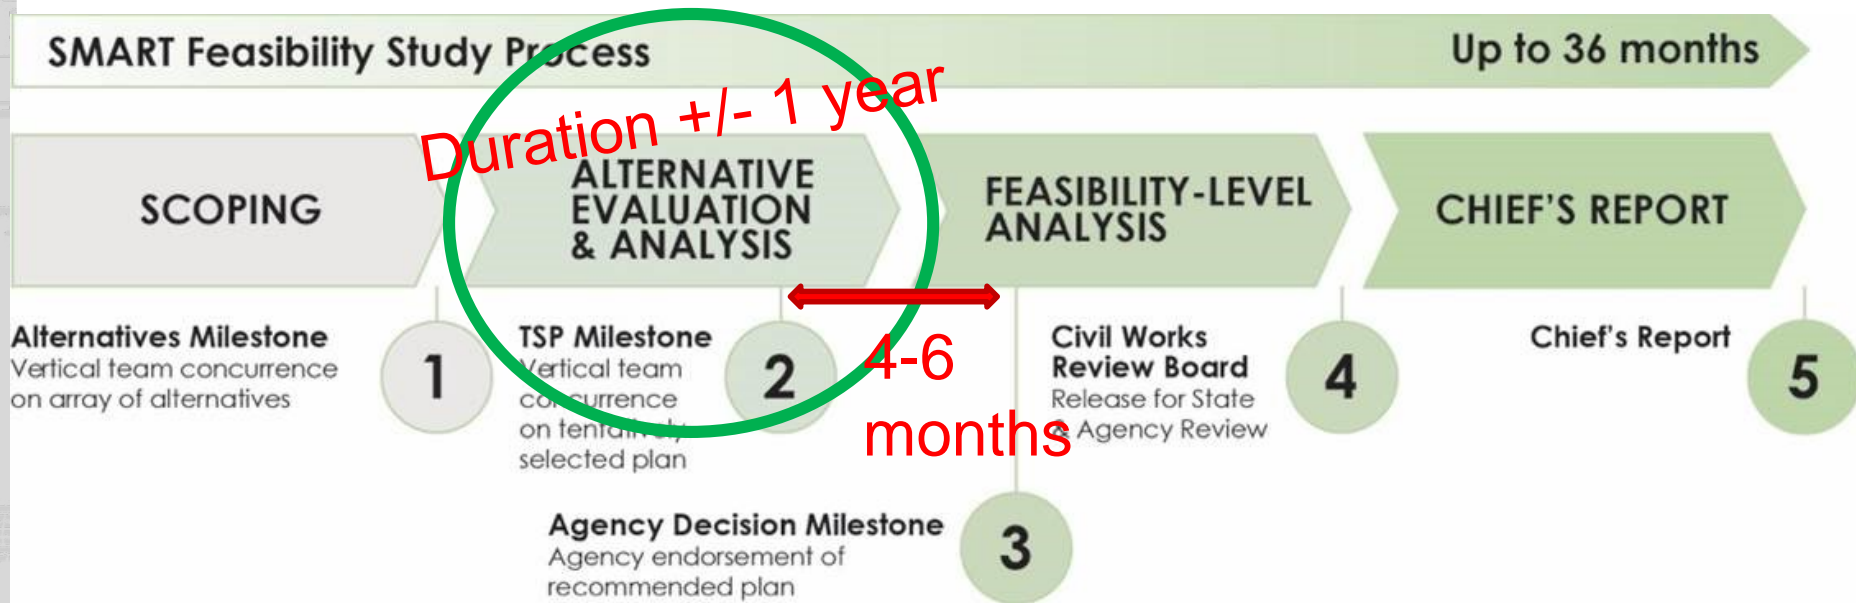 SMART Feasibility Study Process
Up to 36 months
Duration +/- 1 year
SCOPING
ALTERNATIVE
EVALUATION
& ANALYSIS
FEASIBILITY-LEVEL
ANALYSIS
CHIEF'S REPORT
Alternatives Milestone
Vertical team concurrence
on array of alternatives
1
TSP Milestone
Vertical team
concurrence
on tentatively
selected plan
2
4-6
months
Agency Decision Milestone
Agency endorsement of
recommended plan
3
Civil Works
Review Board
Release for State
& Agency Review
4
Chief's Report
5